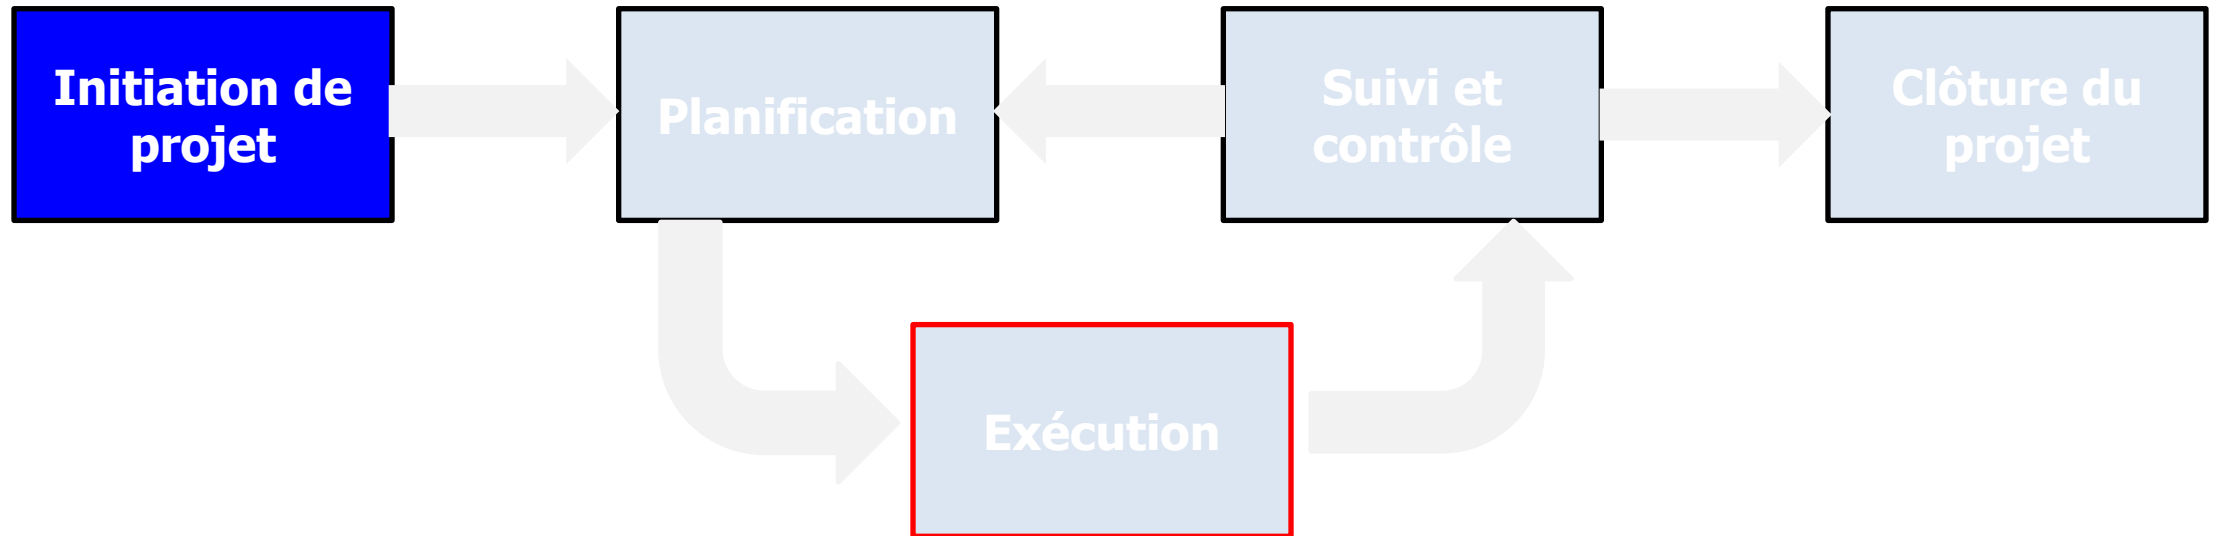 Initiation de
projet
Planification
Suivi et
contrôle
Clôture du
projet
Exécution